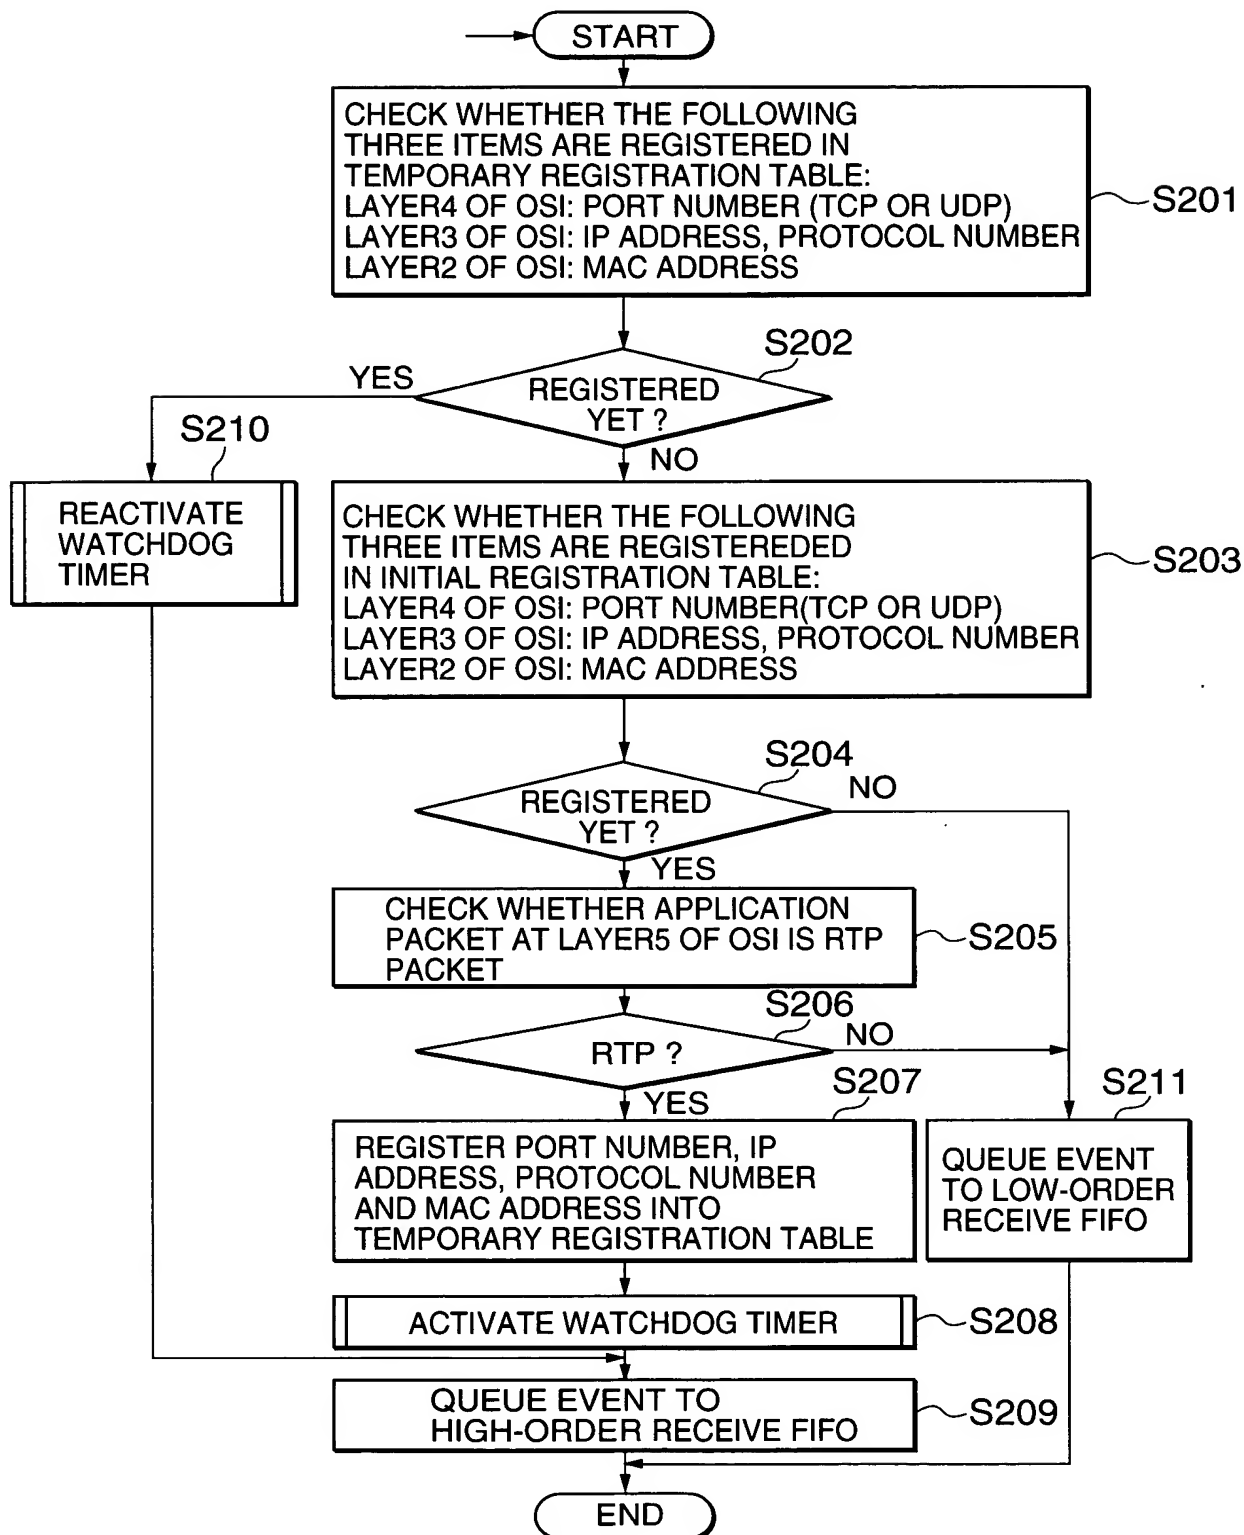 START
CHECK WHETHER THE FOLLOWING
THREE ITEMS ARE REGISTERED IN
TEMPORARY REGISTRATION TABLE:
LAYER4 OF OSI: PORT NUMBER (TCP OR UDP)
LAYER3 OF OSI: IP ADDRESS, PROTOCOL NUMBER
LAYER2 OF OSI: MAC ADDRESS
S201
S202
YES
REGISTERED
YET ?
NO
S210
REACTIVATE
WATCHDOG
TIMER
CHECK WHETHER THE FOLLOWING
THREE ITEMS ARE REGISTEREDED
IN INITIAL REGISTRATION TABLE:
LAYER4 OF OSI: PORT NUMBER(TCP OR UDP)
LAYER3 OF OSI: IP ADDRESS, PROTOCOL NUMBER
LAYER2 OF OSI: MAC ADDRESS
S203
S204
NO
REGISTERED
YET ?
YES
CHECK WHETHER APPLICATION
PACKET AT LAYER5 OF OSI IS RTP
PACKET
S205
S206
NO
RTP ?
YES
S207
REGISTER PORT NUMBER, IP
ADDRESS, PROTOCOL NUMBER
AND MAC ADDRESS INTO
TEMPORARY REGISTRATION TABLE
S211
QUEUE EVENT
TO LOW-ORDER
RECEIVE FIFO
ACTIVATE WATCHDOG TIMER
S208
QUEUE EVENT TO
HIGH-ORDER RECEIVE FIFO
S209
END